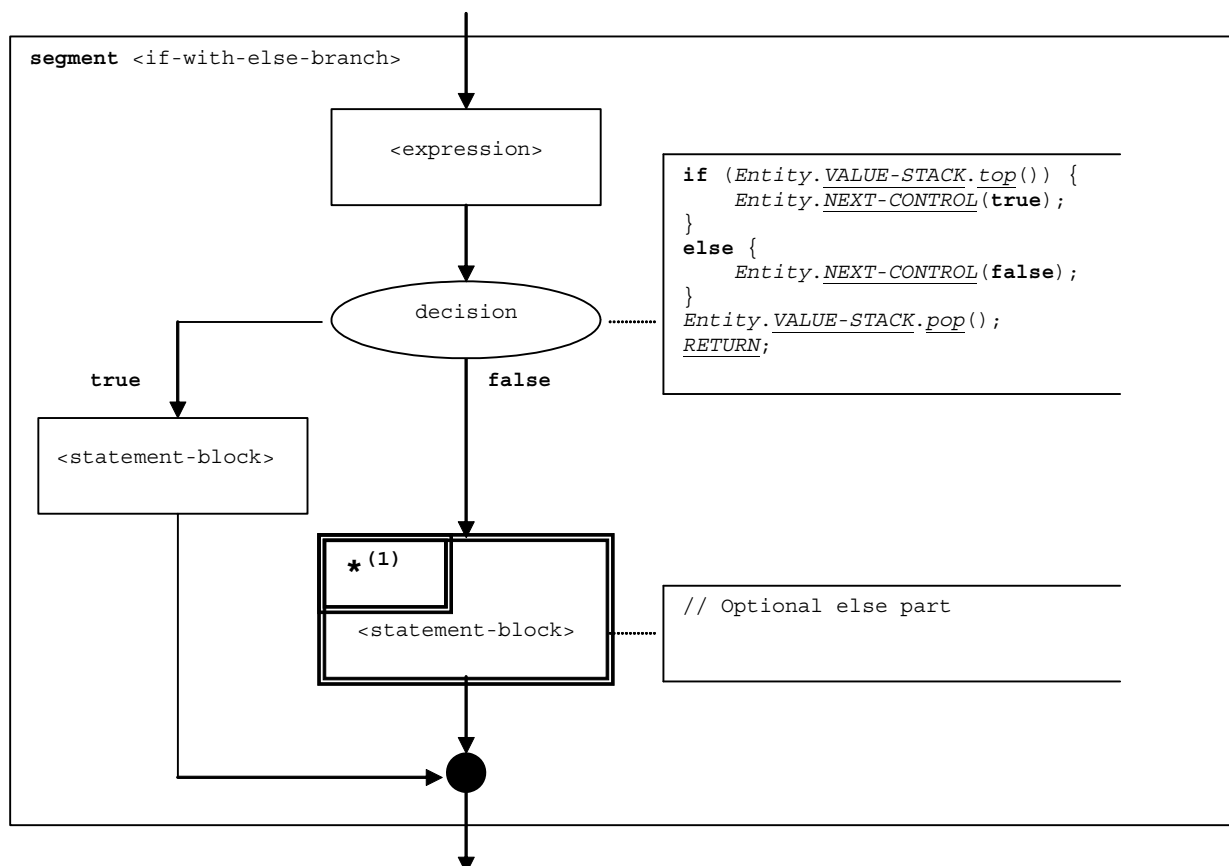 segment <if-with-else-branch>
<expression>
if (Entity.VALUE-STACK.top()) {
    Entity.NEXT-CONTROL(true);
}
else {
    Entity.NEXT-CONTROL(false);
}
Entity.VALUE-STACK.pop();
RETURN;
decision
true
false
<statement-block>
*(1)
<statement-block>
// Optional else part